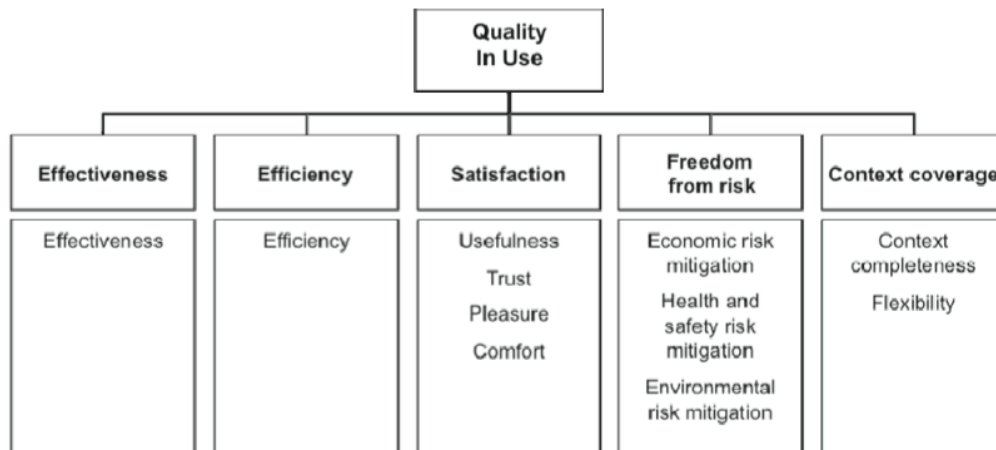 Quality
In Use
Effectiveness
Efficiency
Satisfaction
Freedom
from risk
Context coverage
Effectiveness
Efficiency
Usefulness
Trust
Pleasure
Comfort
Economic risk
mitigation
Health and
safety risk
mitigation
Environmental
risk mitigation
Context
completeness
Flexibility